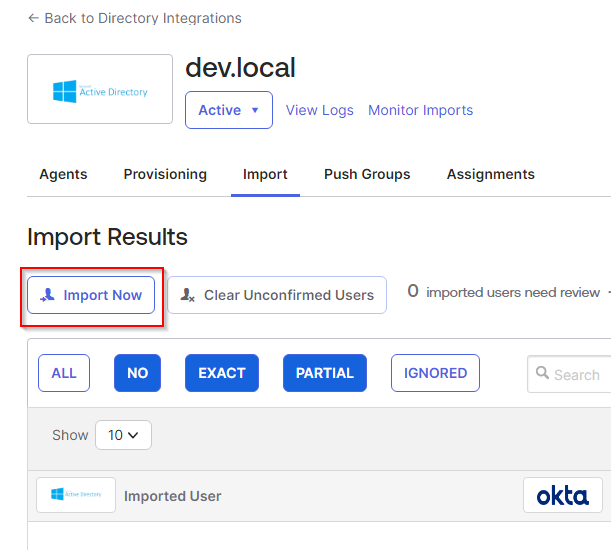 ← Back to Directory Integrations
Active Directory
dev.local
Active ▼ View Logs Monitor Imports
Agents Provisioning Import Push Groups Assignments
Import Results
Import Now Clear Unconfirmed Users 0 imported users need review
ALL NO EXACT PARTIAL IGNORED Search
Show 10
Active Directory Imported User okta